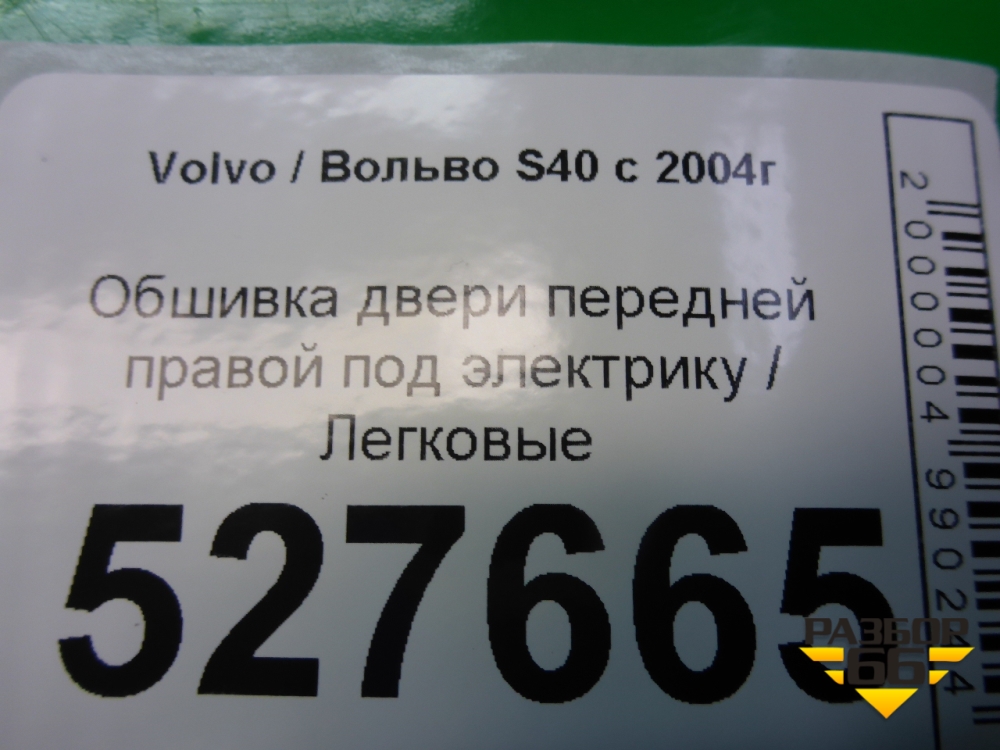 Volvo / Вольво S40 с 2004г
Обшивка двери передней
правой под электрику /
Легковые
527665
2000004990244
РАЗБОР
66